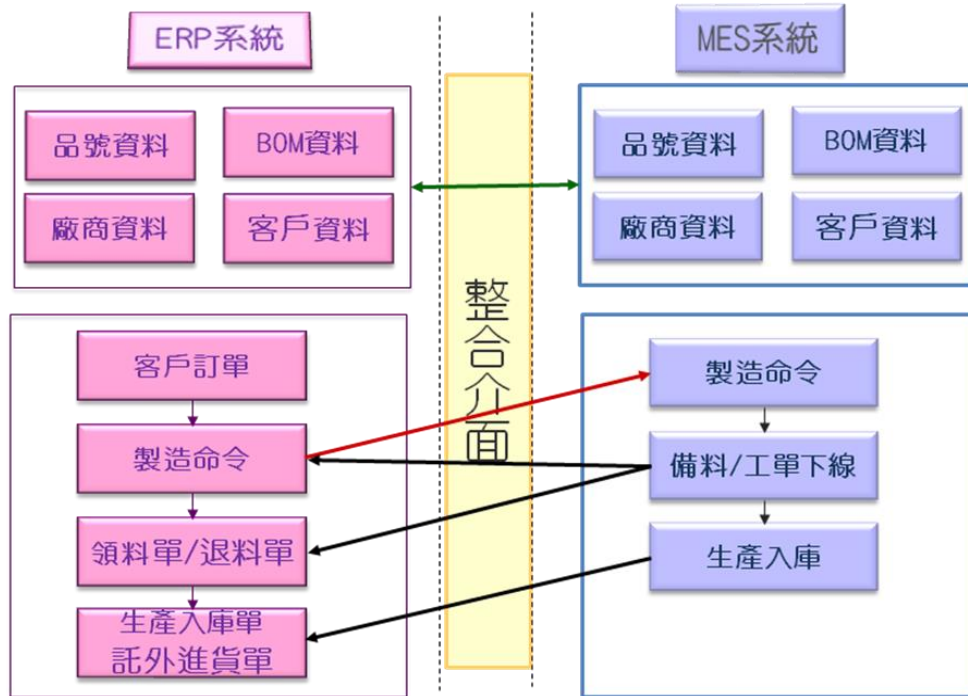 ERP系統
MES系統
品號資料
BOM資料
廠商資料
客戶資料
品號資料
BOM資料
廠商資料
客戶資料
整合介面
客戶訂單
製造命令
領料單/退料單
生產入庫單
託外進貨單
製造命令
備料/工單下線
生產入庫